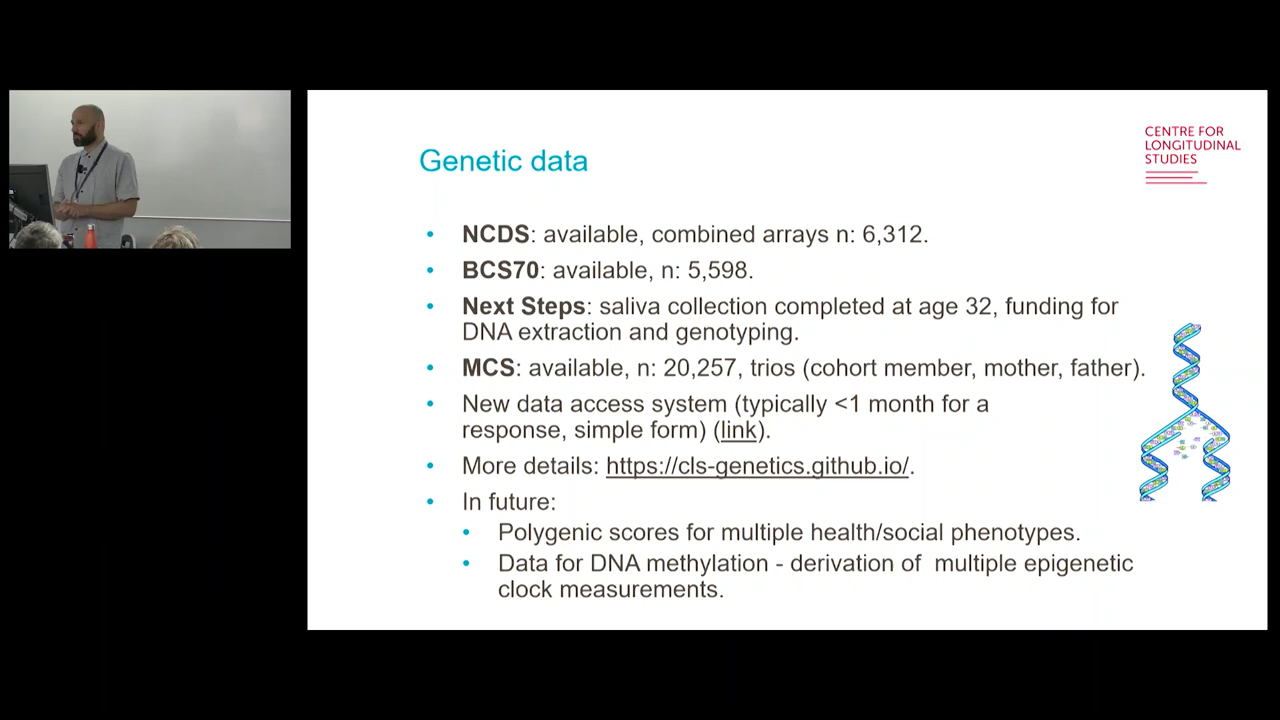 CENTRE FOR
LONGITUDINAL
STUDIES
Genetic data
• NCDS: available, combined arrays n: 6,312.
• BCS70: available, n: 5,598.
• Next Steps: saliva collection completed at age 32, funding for
DNA extraction and genotyping.
• MCS: available, n: 20,257, trios (cohort member, mother, father).
• New data access system (typically <1 month for a
response, simple form) (link).
• More details: https://cls-genetics.github.io/.
• In future:
• Polygenic scores for multiple health/social phenotypes.
• Data for DNA methylation - derivation of  multiple epigenetic
clock measurements.